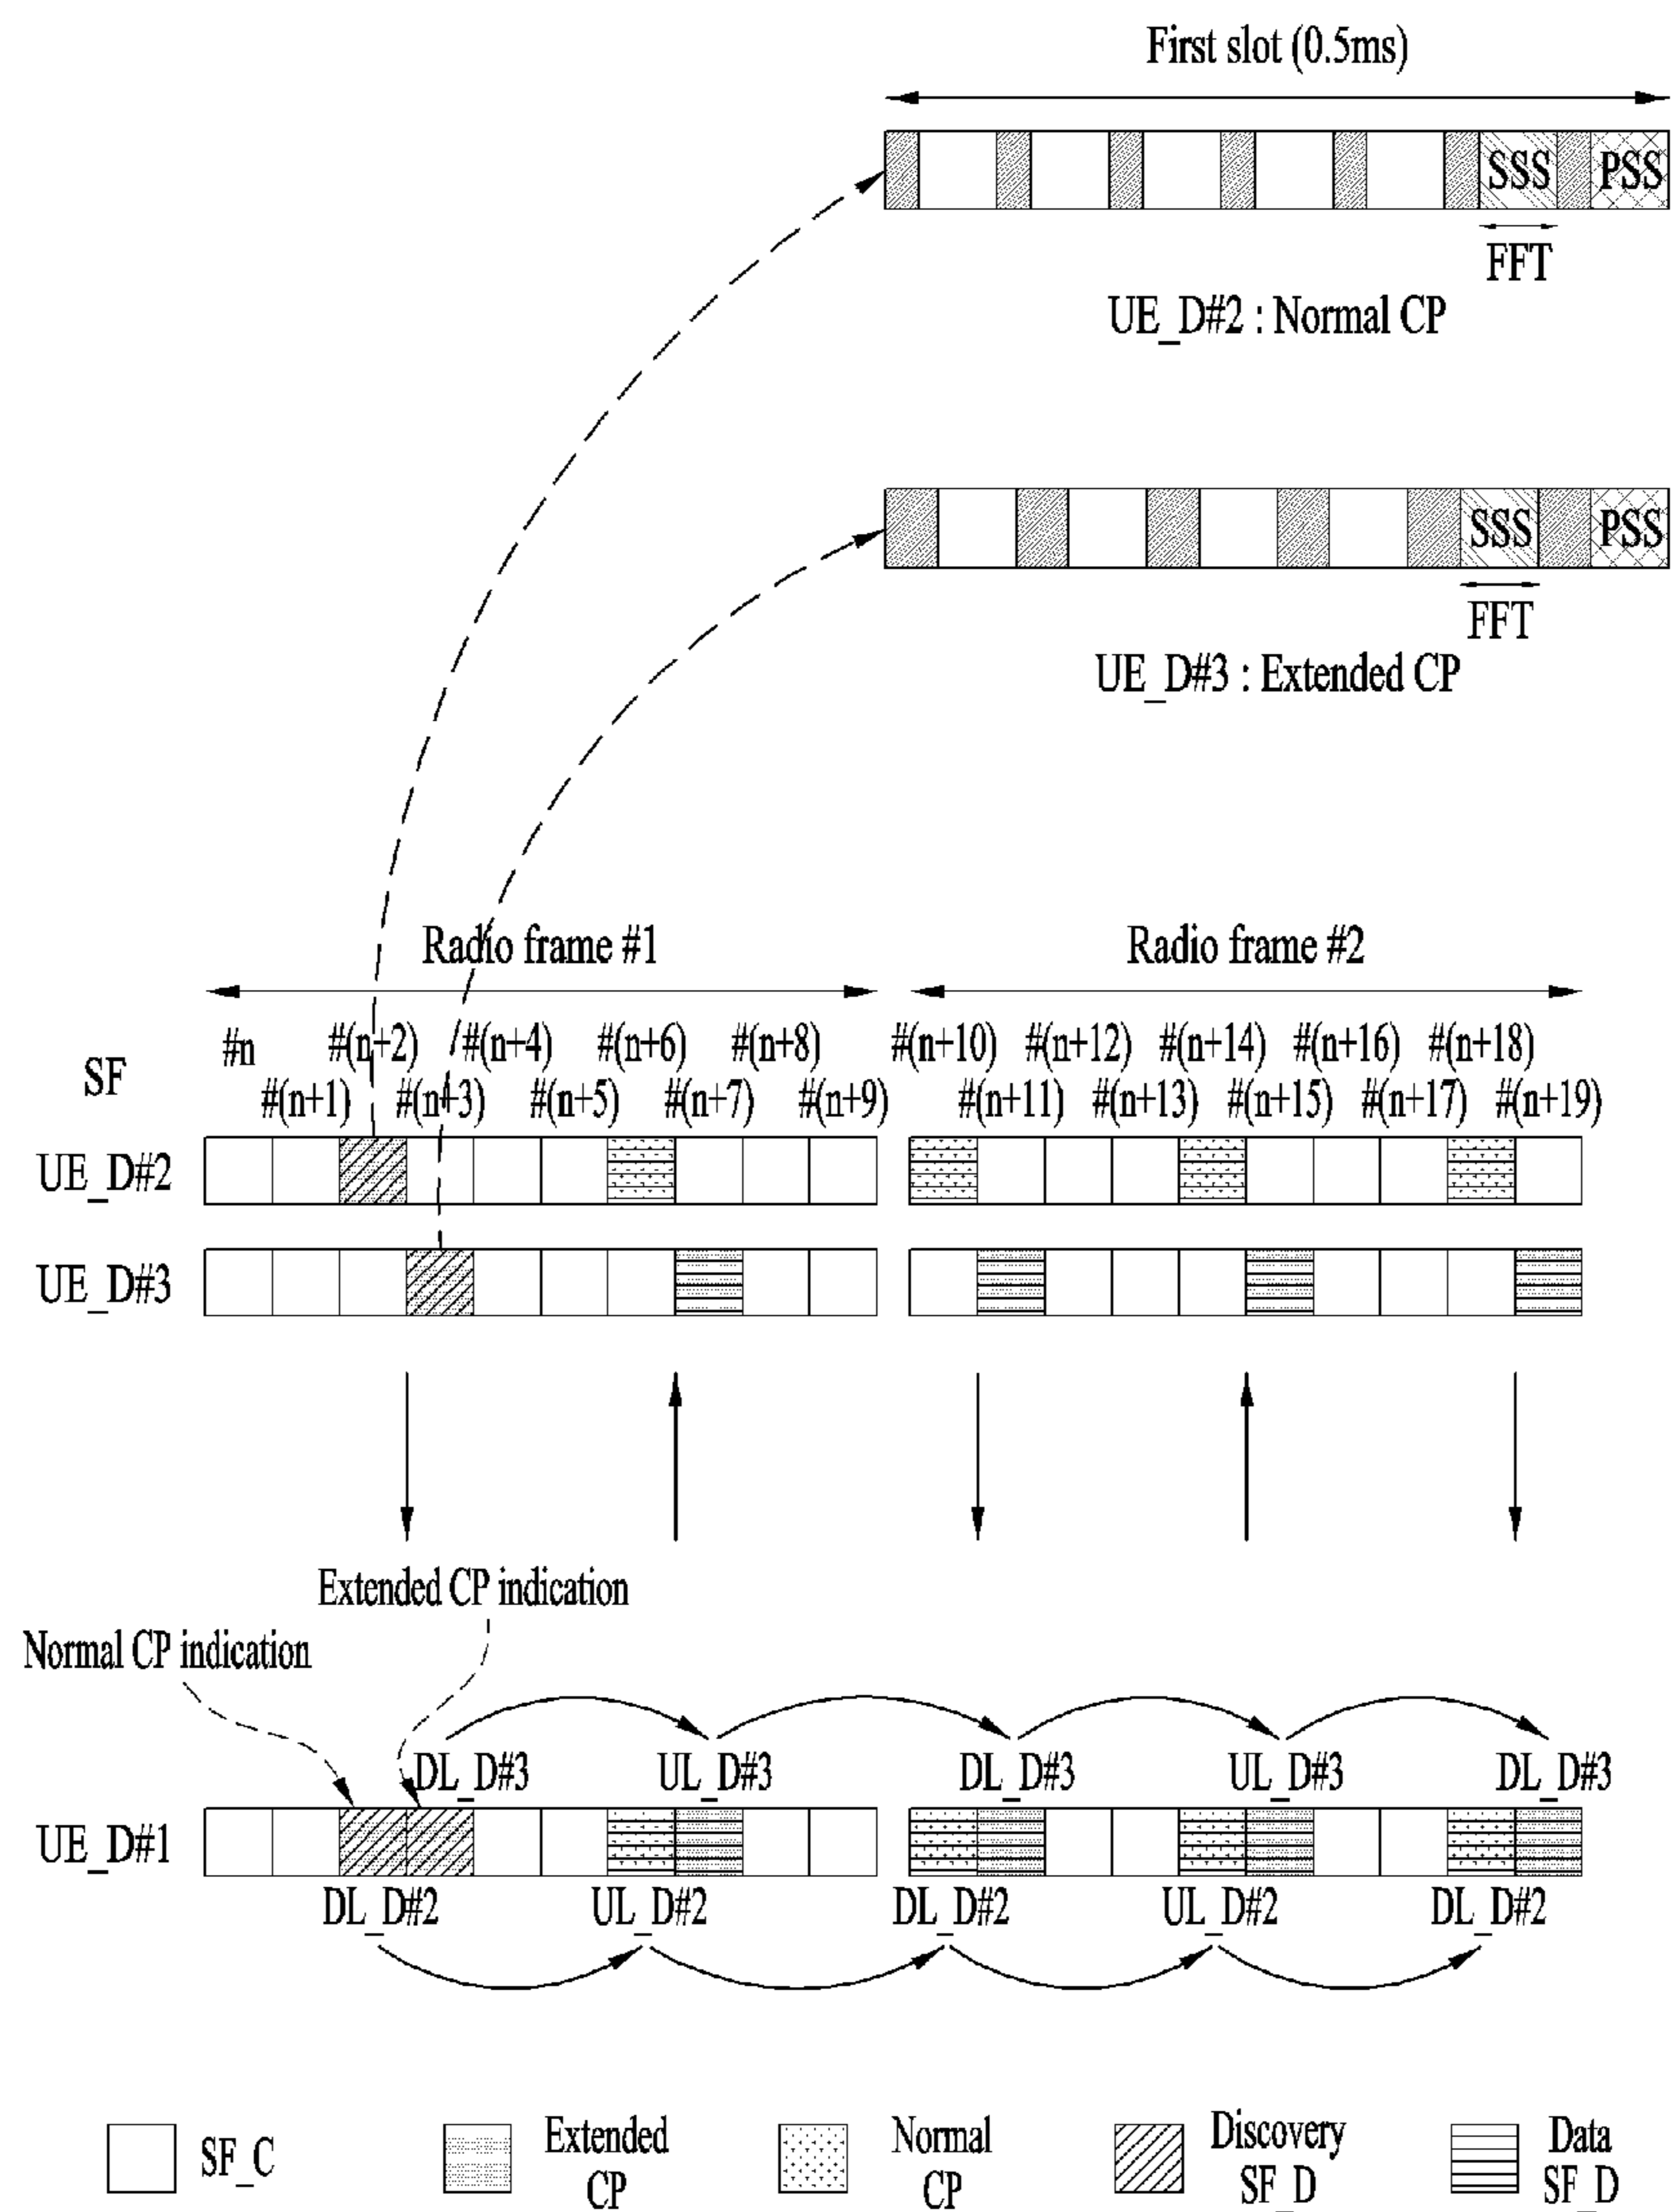 First slot (0.5ms)
SSS PSS
FFT
UE_D#2 : Normal CP
SSS PSS
FFT
UE_D#3 : Extended CP
Radio frame #1 Radio frame #2
SF
#n #(n+2) #(n+4) #(n+6) #(n+8) #(n+10) #(n+12) #(n+14) #(n+16) #(n+18)
#(n+1) #(n+3) #(n+5) #(n+7) #(n+9) #(n+11) #(n+13) #(n+15) #(n+17) #(n+19)
UE_D#2
UE_D#3
Extended CP indication
Normal CP indication
DL_D#3 UL_D#3 DL_D#3 UL_D#3 DL_D#3
UE_D#1
DL_D#2 UL_D#2 DL_D#2 UL_D#2 DL_D#2
SF_C
Extended
CP
Normal
CP
Discovery
SF_D
Data
SF_D